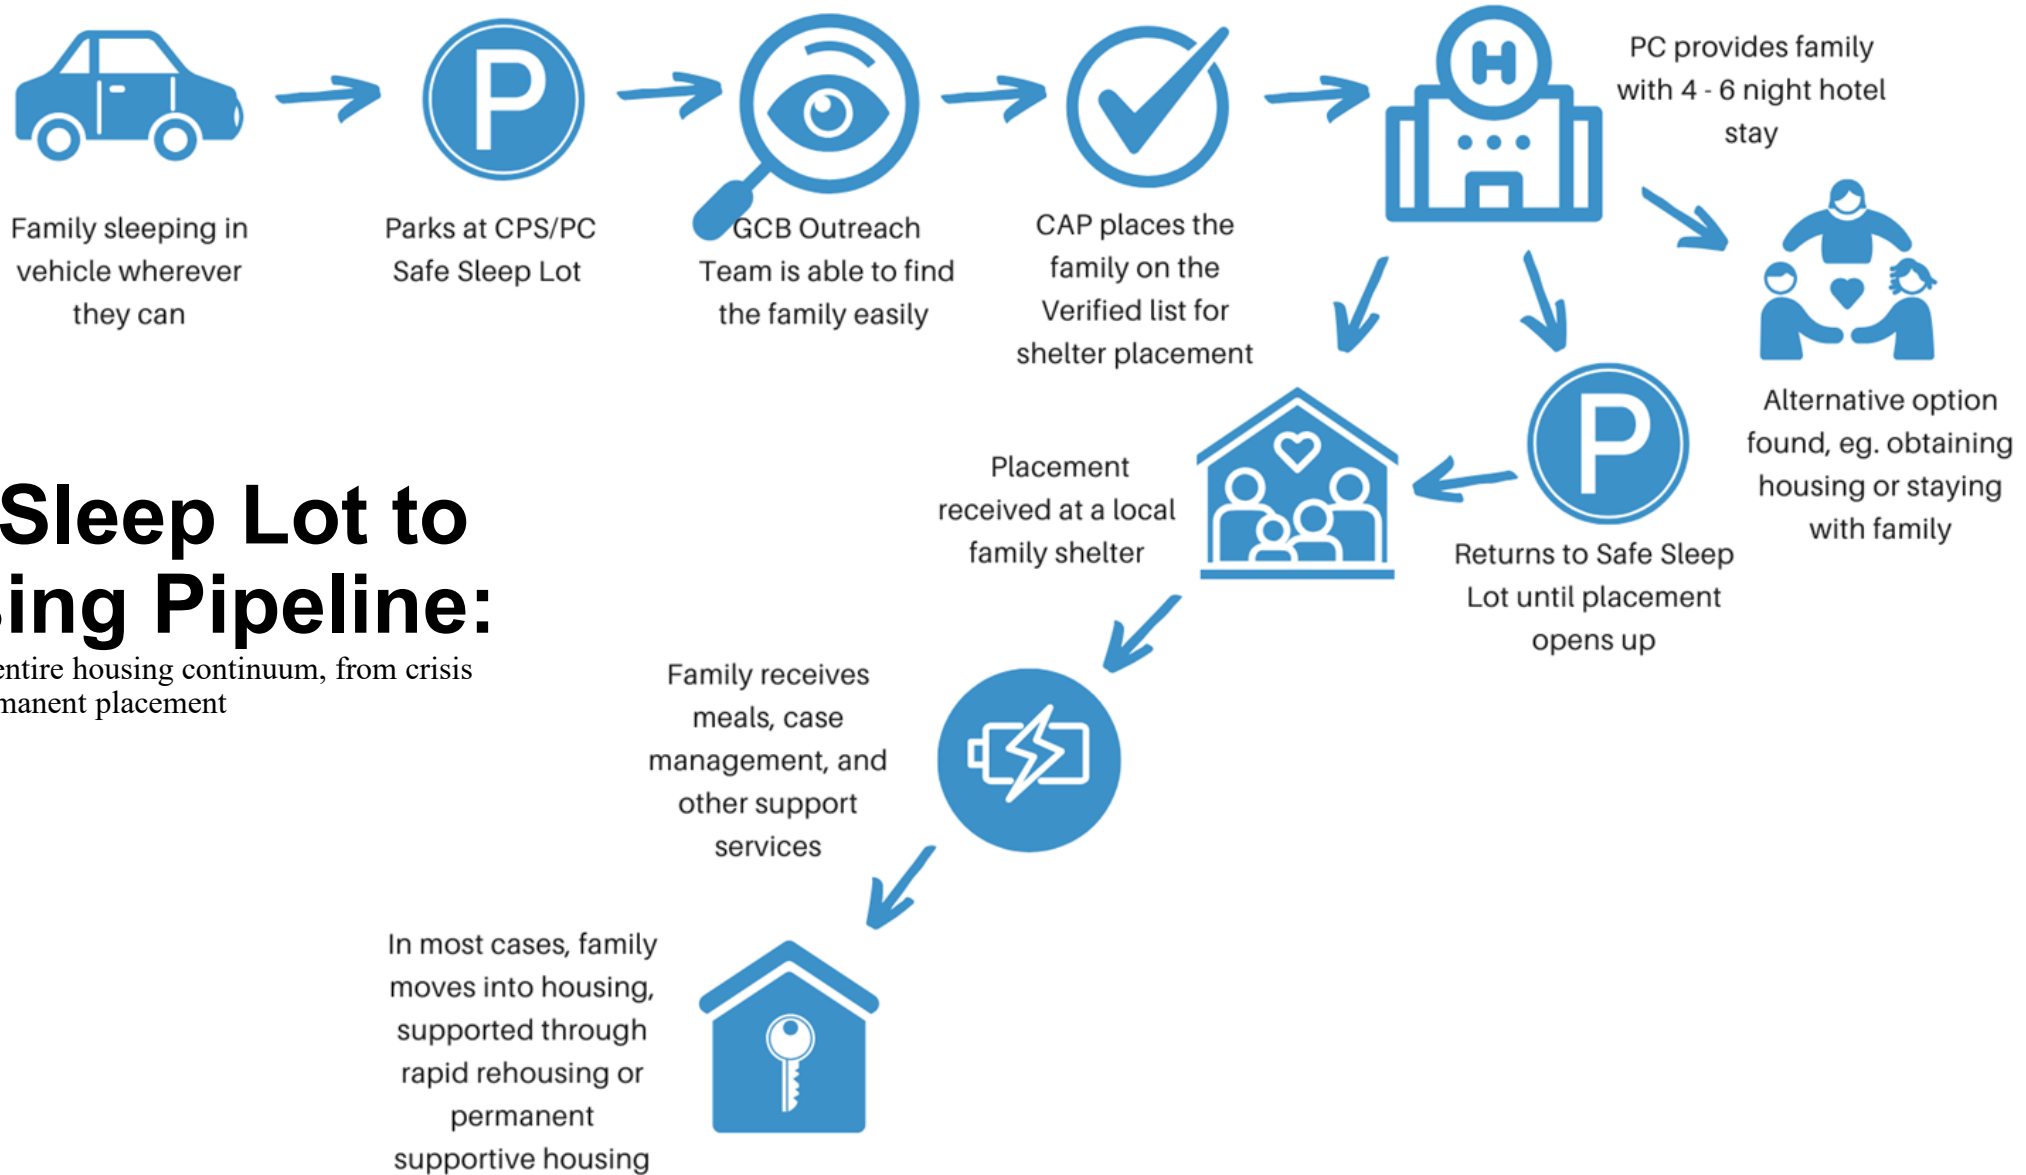 Family sleeping in
vehicle wherever
they can
P
Parks at CPS/PC
Safe Sleep Lot
GCB Outreach
Team is able to find
the family easily
CAP places the
family on the
Verified list for
shelter placement
H
PC provides family
with 4 - 6 night hotel
stay
Alternative option
found, eg. obtaining
housing or staying
with family
P
Returns to Safe Sleep
Lot until placement
opens up
Placement
received at a local
family shelter
Sleep Lot to
ing Pipeline:
entire housing continuum, from crisis
manent placement
Family receives
meals, case
management, and
other support
services
In most cases, family
moves into housing,
supported through
rapid rehousing or
permanent
supportive housing